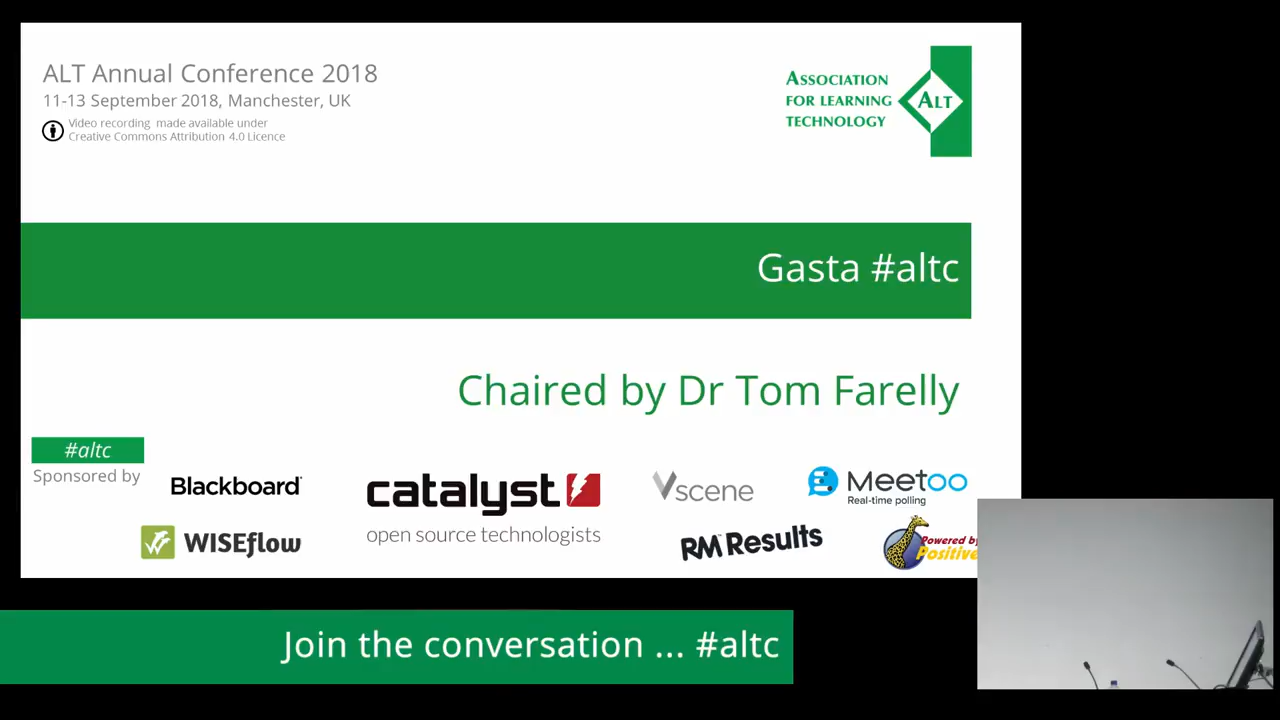 ALT Annual Conference 2018
11-13 September 2018, Manchester, UK
Video recording made available under
Creative Commons Attribution 4.0 Licence
ASSOCIATION
FOR LEARNING
TECHNOLOGY
ALT
Gasta #altc
Chaired by Dr Tom Farelly
#altc
Sponsored by
Blackboard
catalyst
open source technologists
Vscene
Meetoo
Real-time polling
WISEflow
RM Results
Powered by
Positive
Join the conversation ... #altc